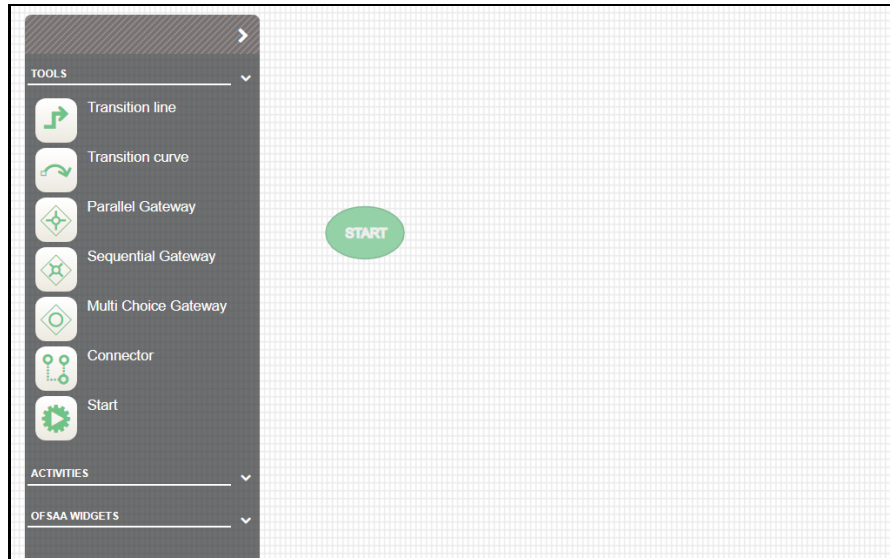 TOOLS
Transition line
Transition curve
Parallel Gateway
Sequential Gateway
Multi Choice Gateway
Connector
Start
ACTIVITIES
OFSAA WIDGETS
START